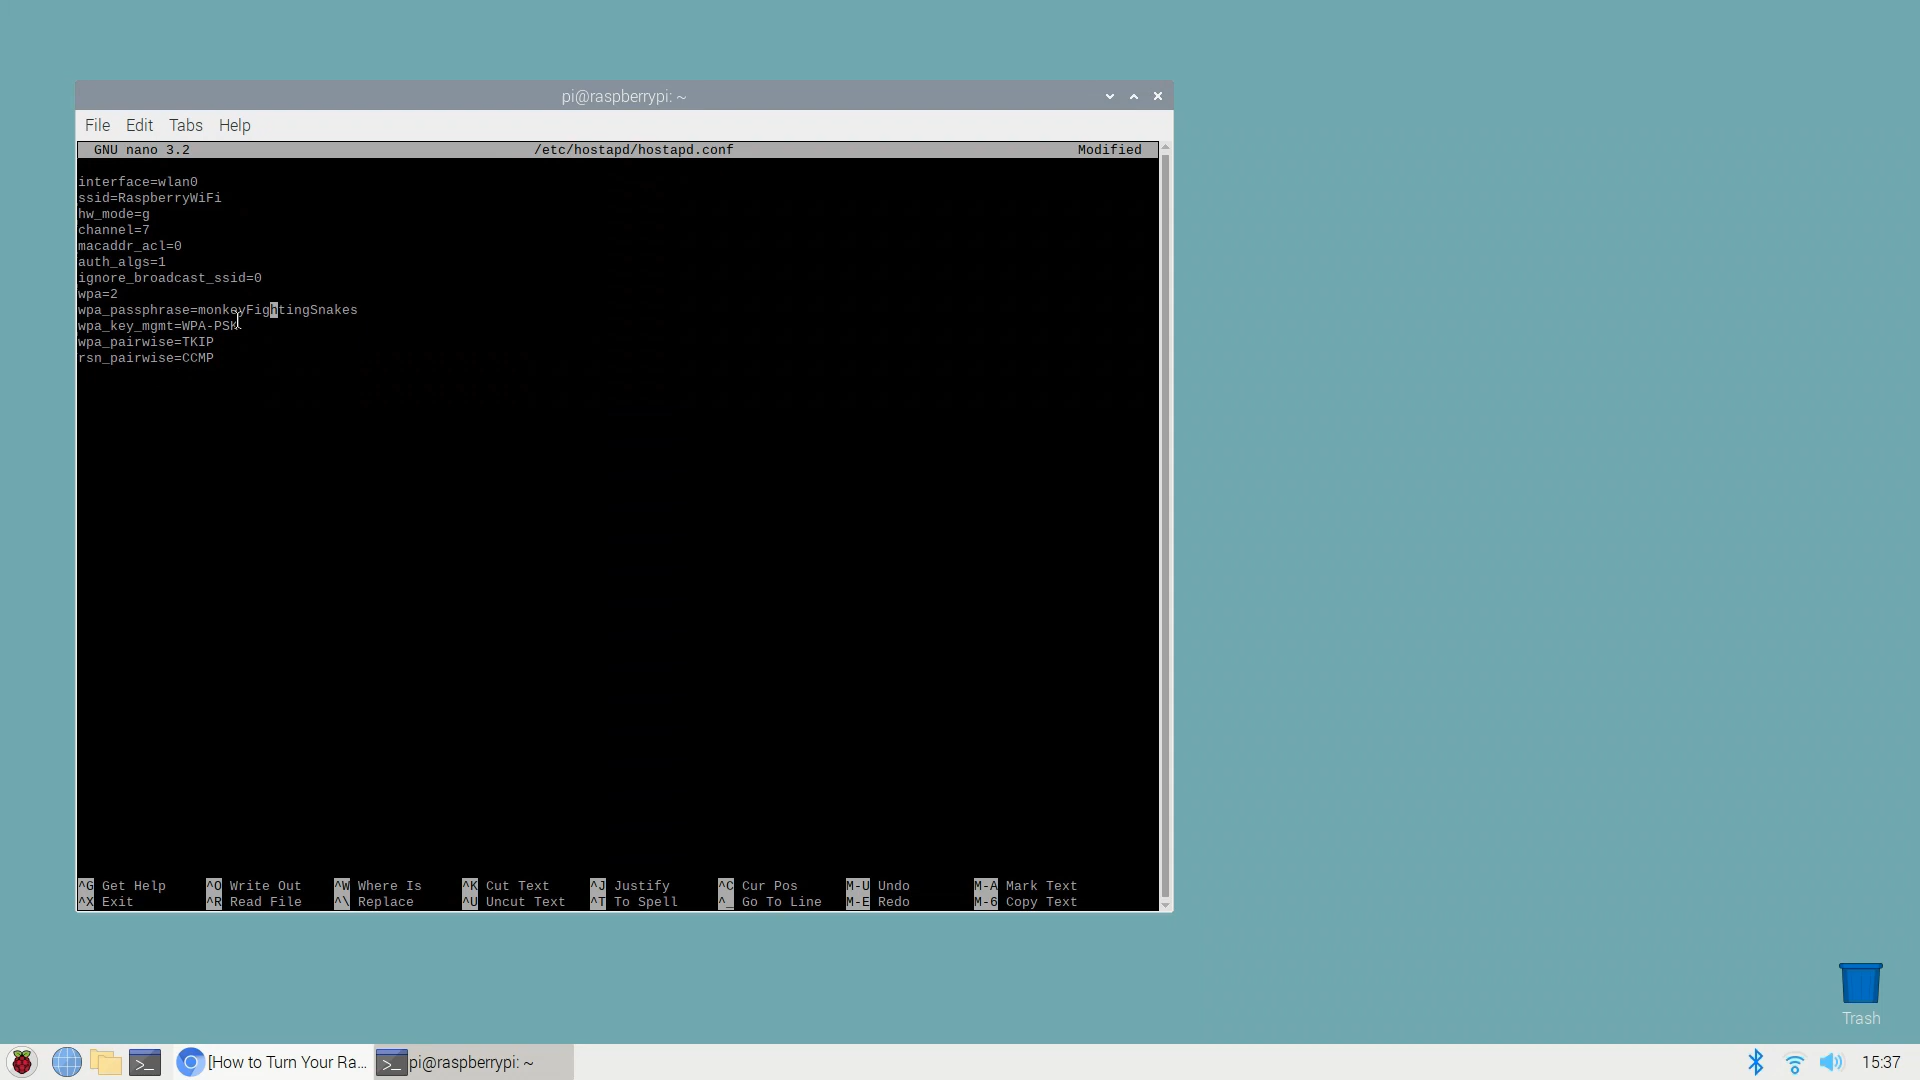 pi@raspberrypi: ~
File Edit Tabs Help
GNU nano 3.2 /etc/hostapd/hostapd.conf Modified
interface=wlan0
ssid=RaspberryWiFi
hw_mode=g
channel=7
macaddr_acl=0
auth_algs=1
ignore_broadcast_ssid=0
wpa=2
wpa_passphrase=monkeyFightingSnakes
wpa_key_mgmt=WPA-PSK
wpa_pairwise=TKIP
rsn_pairwise=CCMP
^G Get Help ^O Write Out ^W Where Is ^K Cut Text ^J Justify ^C Cur Pos M-U Undo M-A Mark Text
^X Exit ^R Read File ^\ Replace ^U Uncut Text ^T To Spell ^_ Go To Line M-E Redo M-6 Copy Text
Trash
[How to Turn Your Ra... pi@raspberrypi: ~ 15:37